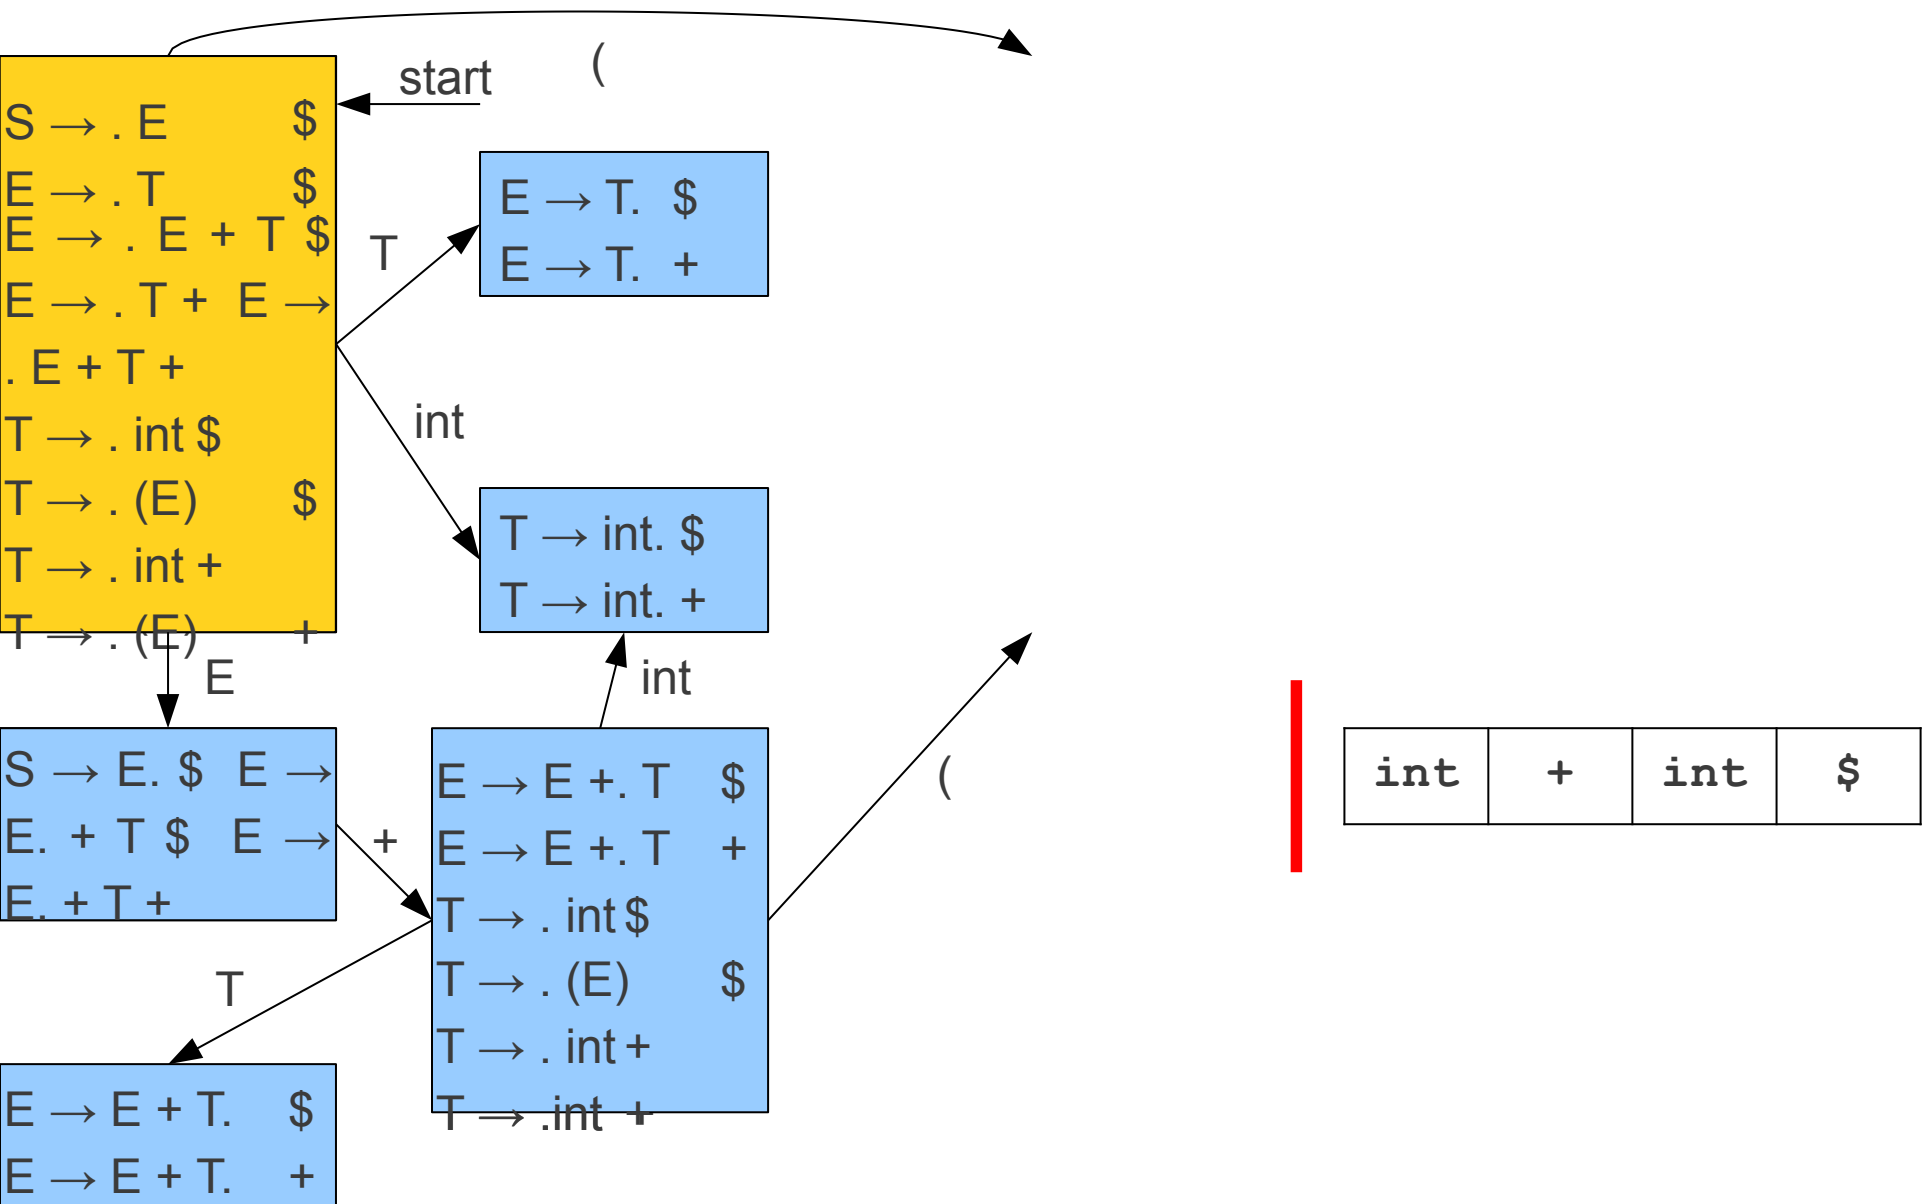 (
start
S → . E $
E → . T $
E → . E + T $
E → . T + E →
. E + T +
T → . int $
T → . (E) $
T → . int +
T → . (E) +
T
E → T. $
E → T. +
int
T → int. $
T → int. +
E
int
S → E. $ E →
E. + T $ E →
E. + T +
+
E → E +. T $
E → E +. T +
T → . int $
T → . (E) $
T → . int +
T → .int +
(
int + int $
T
E → E + T. $
E → E + T. +